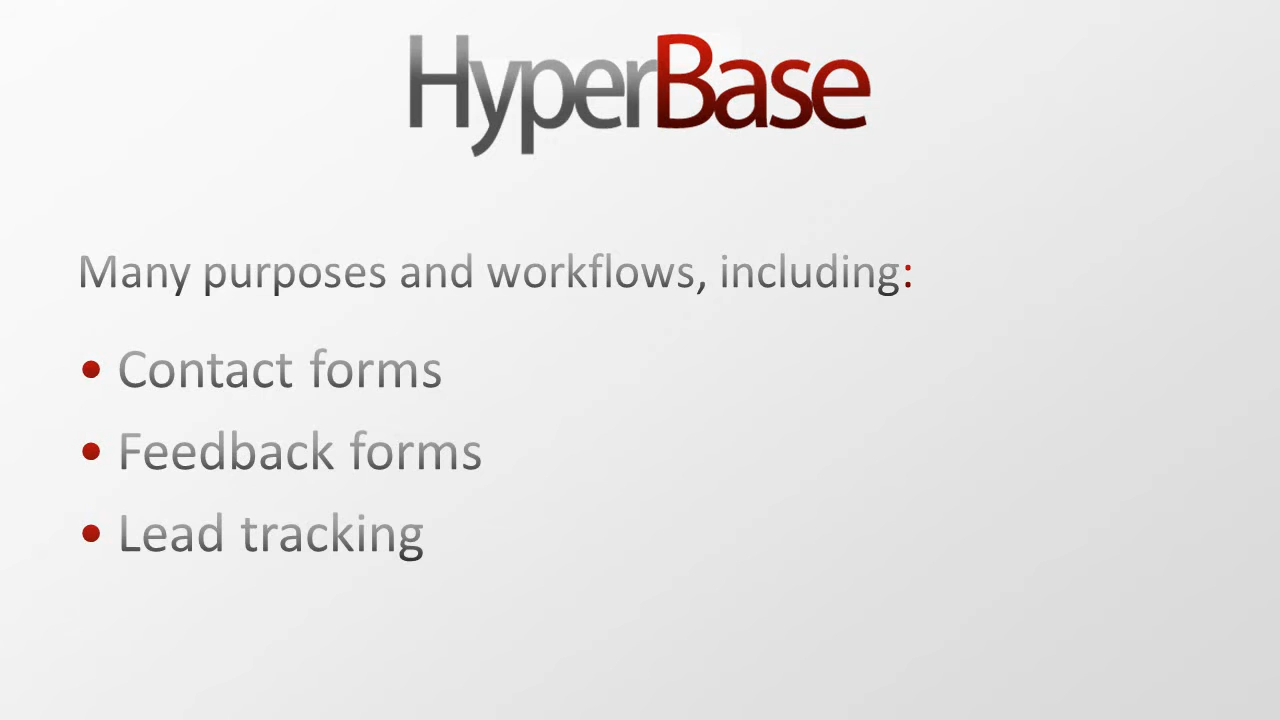 HyperBase
Many purposes and workflows, including:
• Contact forms
• Feedback forms
• Lead tracking